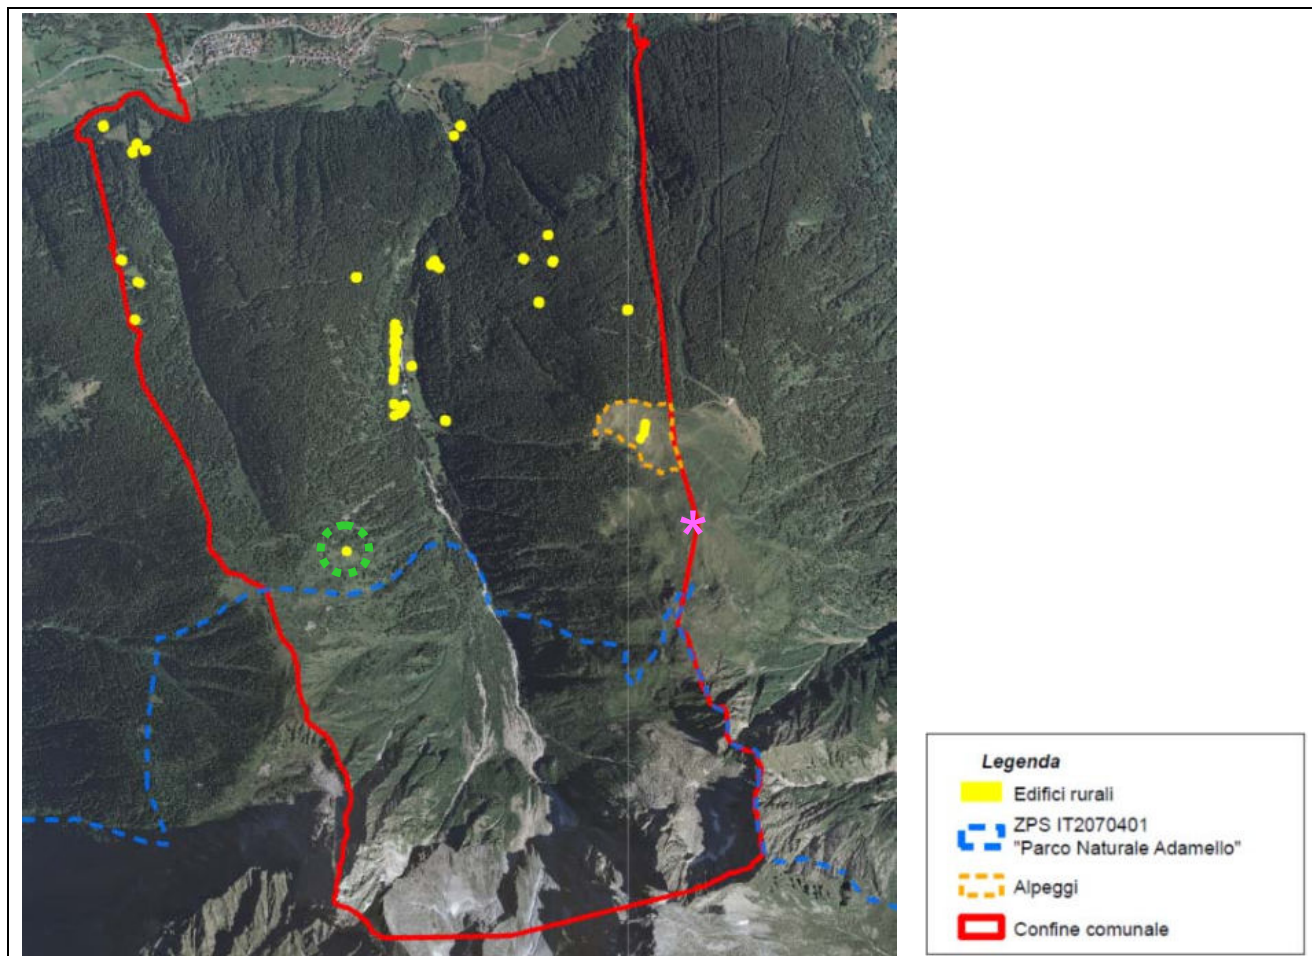 Legenda
Edifici rurali
ZPS IT2070401
"Parco Naturale Adamello"
Alpeggi
Confine comunale